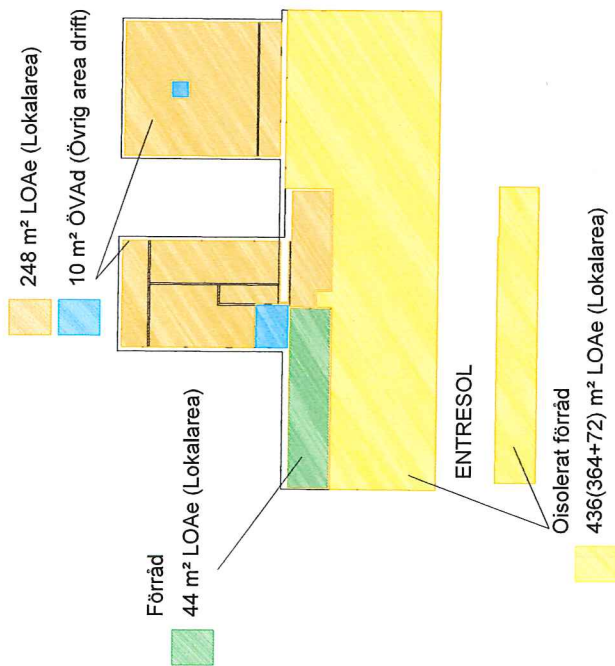 248 m² LOAe (Lokalarea)
10 m² ÖVAd (Övrig area drift)
Förråd
44 m² LOAe (Lokalarea)
ENTRESOL
Oisolerat förråd
436(364+72) m² LOAe (Lokalarea)